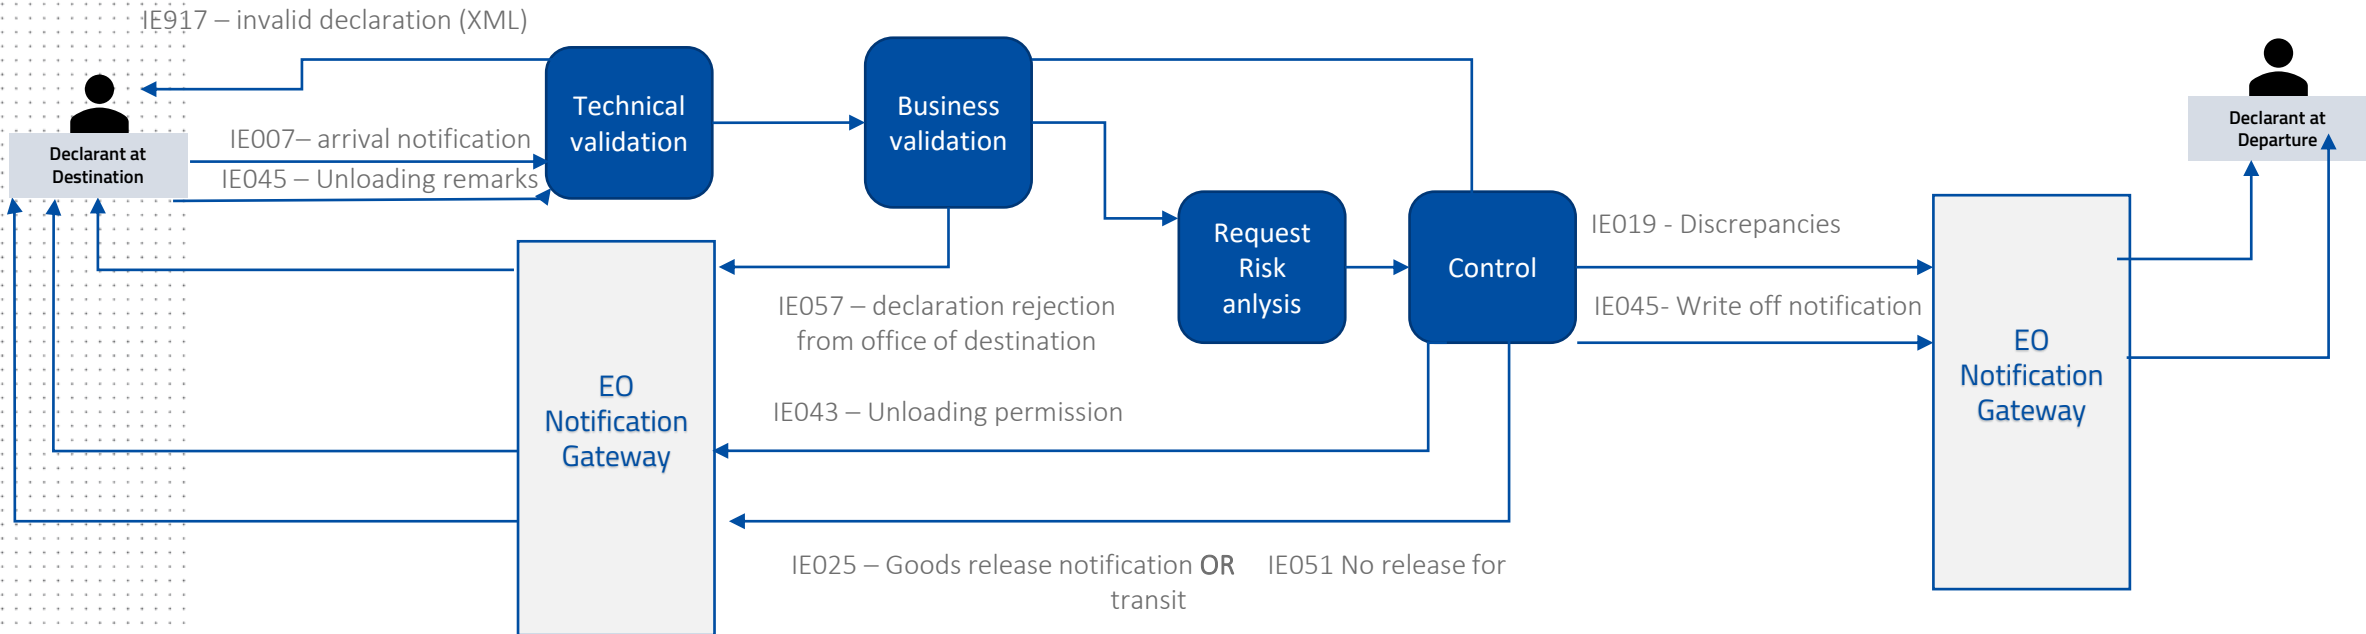 IE917 – invalid declaration (XML)
Declarant at
Destination
IE007– arrival notification
IE045 – Unloading remarks
Technical
validation
Business
validation
Request
Risk
anlysis
Control
IE019 - Discrepancies
IE045- Write off notification
Declarant at
Departure
EO
Notification
Gateway
IE057 – declaration rejection
from office of destination
EO
Notification
Gateway
IE043 – Unloading permission
IE025 – Goods release notification OR IE051 No release for
transit